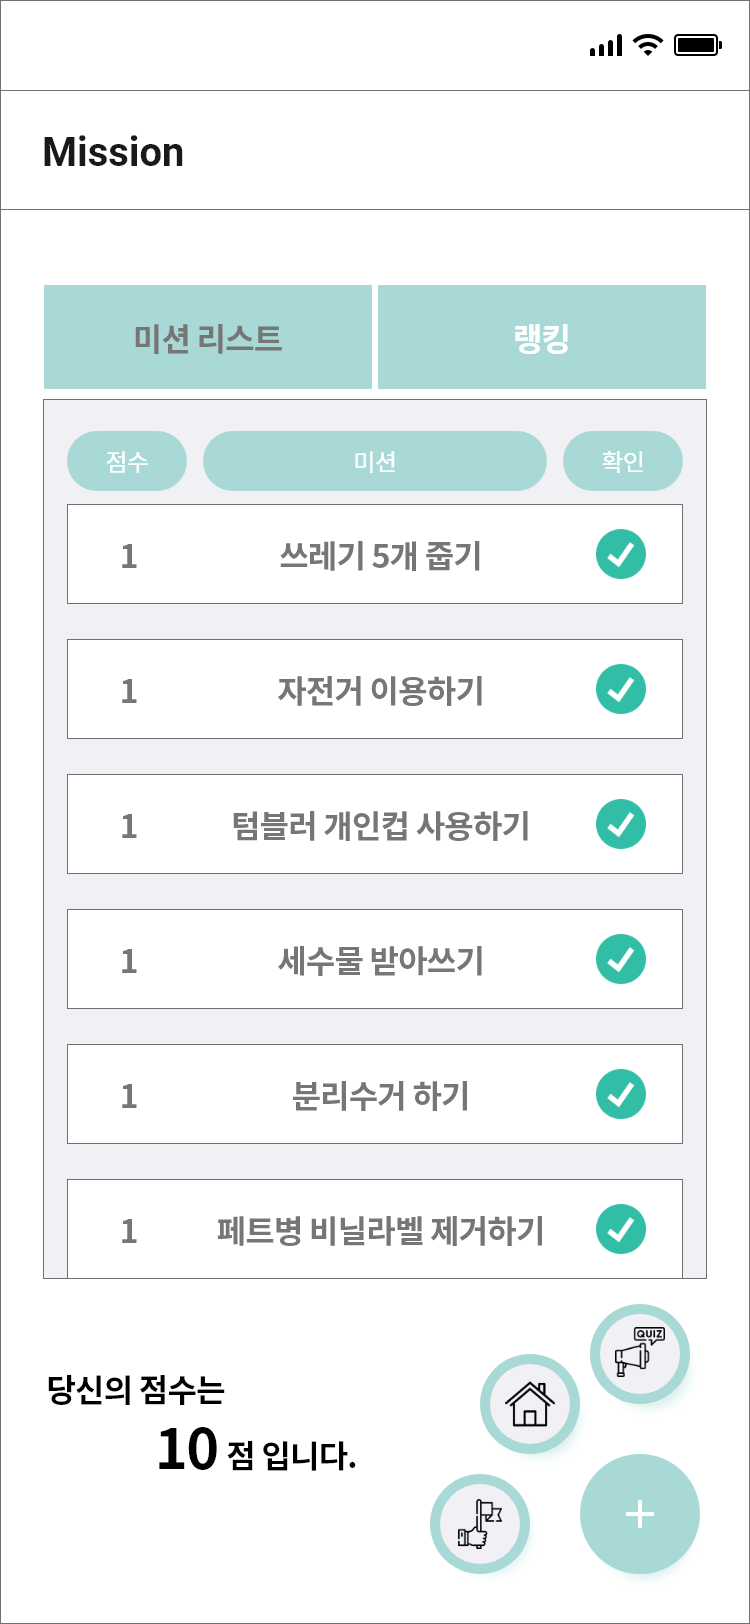 Mission
미션 리스트 랭킹
점수 미션 확인
1 쓰레기 5개 줍기
1 자전거 이용하기
1 텀블러 개인컵 사용하기
1 세수물 받아쓰기
1 분리수거 하기
1 페트병 비닐라벨 제거하기
QUIZ
당신의 점수는
10 점 입니다.